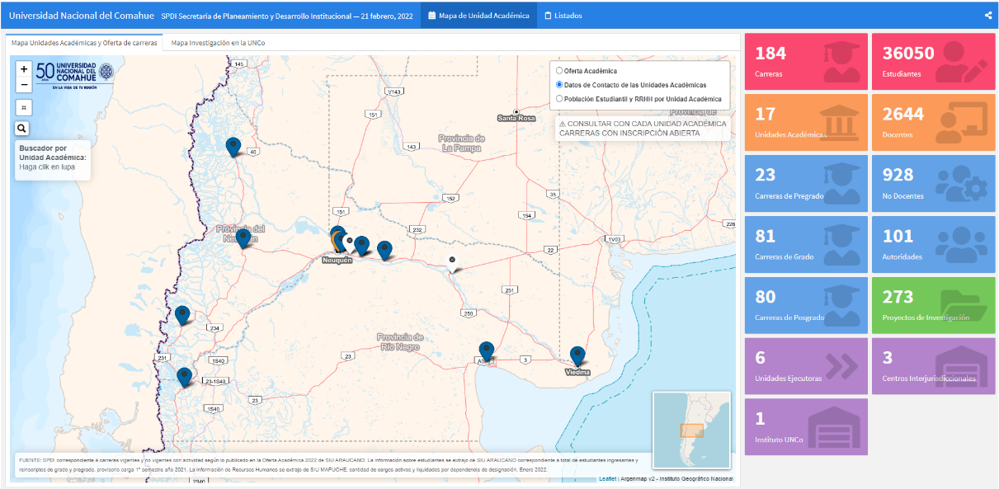 Universidad Nacional del Comahue SPDI Secretaria de Planeamiento y Desarrollo Institucional — 21 febrero, 2022 Mapa de Unidad Académica Listados
Mapa Unidades Académicas y Oferta de carreras Mapa Investigación en la UNCo
+
−
50 UNIVERSIDAD
NACIONAL DEL
COMAHUE
EN LA VIDA DE TU REGIÓN
Buscador por
Unidad Académica:
Haga clik en lupa
Oferta Académica
Datos de Contacto de las Unidades Académicas
Población Estudiantil y RRHH por Unidad Académica
⚠ CONSULTAR CON CADA UNIDAD ACADÉMICA
CARRERAS CON INSCRIPCIÓN ABIERTA
145
V143
151
Santa Rosa
Provincia de
Provincia de
La Pampa
40
143
35
152
151
154
232
228
Provincia del
1V03
22
Neuquén
251
250
234
Provincia de
Río Negro
231
1S40
23
3
Viedma
23-1S40
23
1S40
2S40
FUENTE: SPDI correspondiente a carreras vigentes y no vigentes con actividad según lo publicado en la Oferta Académica 2022 de SIU ARAUCANO. La información sobre estudiantes se extrajo de SIU ARAUCANO correspondiente a total de estudiantes ingresantes y
reinscriptos de grado y pregrado, provisorio carga 1° semestre año 2021. La información de Recursos Humanos se extrajo de SIU MAPUCHE, cantidad de cargos activos y liquidados por dependencia de designación. Enero 2022.
Leaflet | Argenmap v2 - Instituto Geográfico Nacional
184
Carreras
36050
Estudiantes
17
Unidades Académicas
2644
Docentes
23
Carreras de Pregrado
928
No Docentes
81
Carreras de Grado
101
Autoridades
80
Carreras de Posgrado
273
Proyectos de Investigación
6
Unidades Ejecutoras
3
Centros Interjurisdiccionales
1
Instituto UNCo